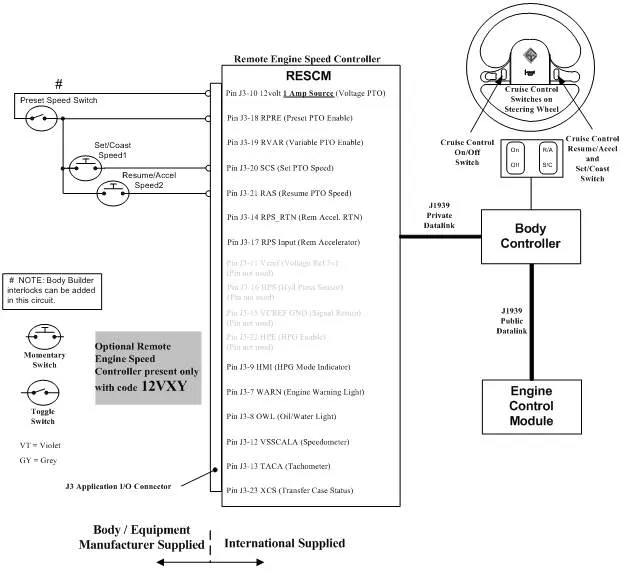 Remote Engine Speed Controller
RESCM
#
Preset Speed Switch
Set/Coast
Speed1
Resume/Accel
Speed2
Pin J3-10 12volt 1 Amp Source (Voltage PTO)
Pin J3-18 RPRE (Preset PTO Enable)
Pin J3-19 RVAR (Variable PTO Enable)
Pin J3-20 SCS (Set PTO Speed)
Pin J3-21 RAS (Resume PTO Speed)
Pin J3-14 RPS_RTN (Rem Accel. RTN)
Pin J3-17 RPS Input (Rem Accelerator)
Pin J3-11 Vcref (Voltage Ref 5v)
(Pin not used)
Pin J3-16 HPS (Hyd Press Sensor)
(Pin not used)
Pin J3-15 VCREF GND (Signal Return)
(Pin not used)
Pin J3-22 HPE (HPG Enable)
(Pin not used)
Pin J3-9 HMI (HPG Mode Indicator)
Pin J3-7 WARN (Engine Warning Light)
Pin J3-8 OWL (Oil/Water Light)
Pin J3-12 VSSCALA (Speedometer)
Pin J3-13 TACA (Tachometer)
Pin J3-23 XCS (Transfer Case Status)
Cruise Control
Switches on
Steering Wheel
Cruise Control
On/Off
Switch
On
Off
R/A
S/C
Cruise Control
Resume/Accel
and
Set/Coast
Switch
J1939
Private
Datalink
Body
Controller
J1939
Public
Datalink
Engine
Control
Module
# NOTE: Body Builder
interlocks can be added
in this circuit.
Momentary
Switch
Toggle
Switch
VT = Violet
GY = Grey
Optional Remote
Engine Speed
Controller present only
with code 12VXY
J3 Application I/O Connector
Body / Equipment
Manufacturer Supplied
International Supplied